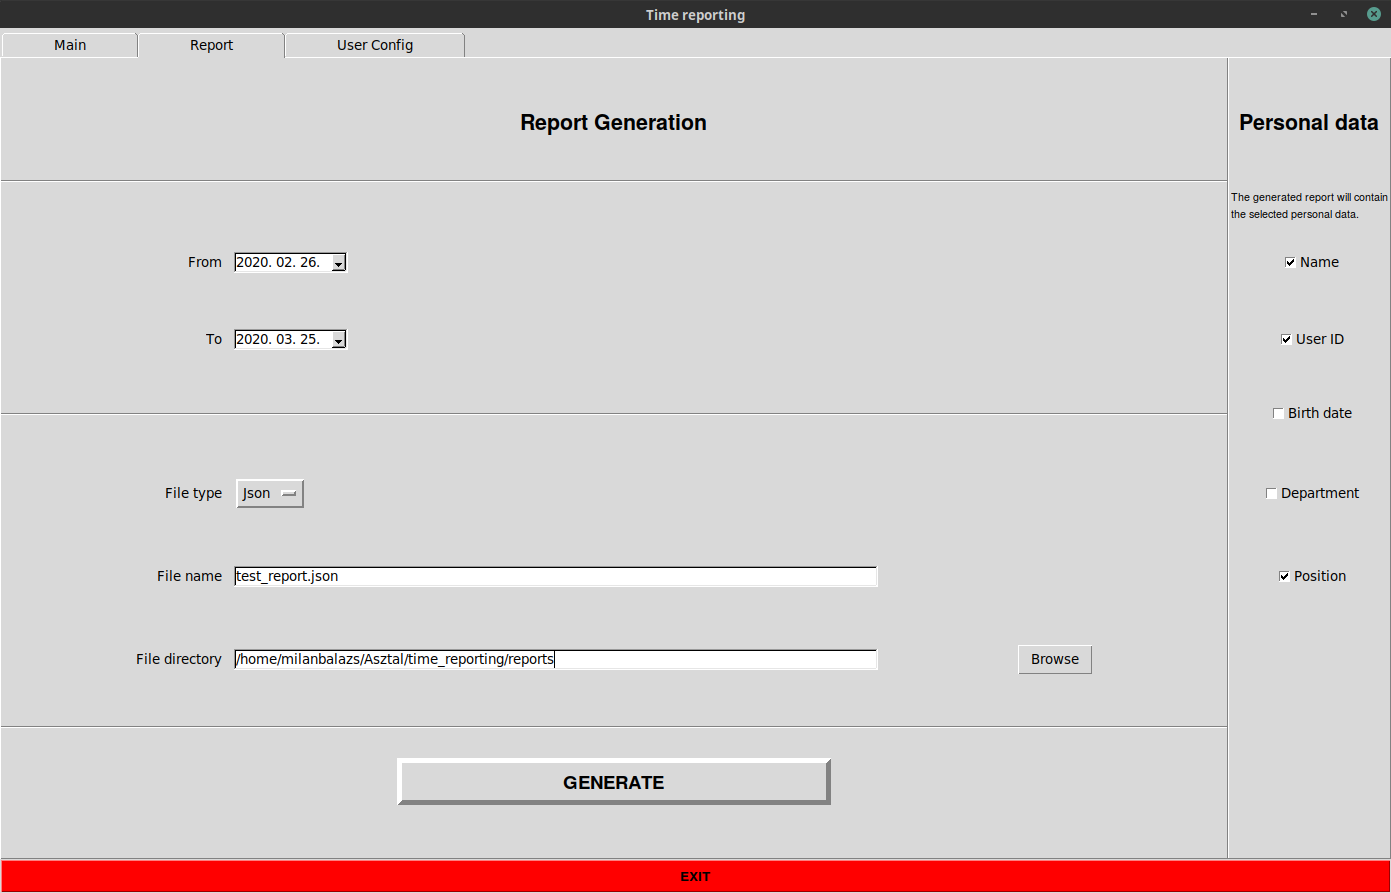 Time reporting
Main
Report
User Config
Report Generation
From
2020. 02. 26.
To
2020. 03. 25.
File type
Json
File name
test_report.json
File directory
/home/milanbalazs/Asztal/time_reporting/reports
Browse
GENERATE
Personal data
The generated report will contain
the selected personal data.
Name
User ID
Birth date
Department
Position
EXIT